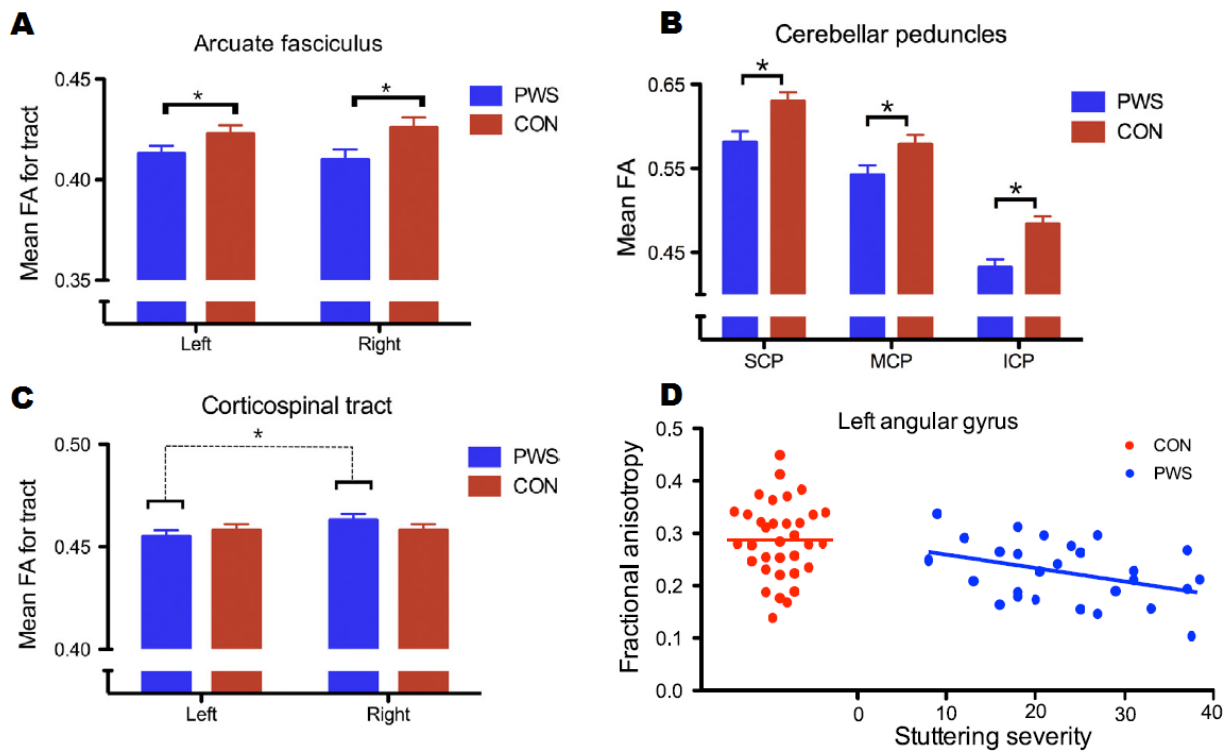 A
Arcuate fasciculus
Mean FA for tract
0.45
0.40
0.35
* *
PWS
CON
Left Right
B
Cerebellar peduncles
Mean FA
0.65
0.55
0.45
* * *
PWS
CON
SCP MCP ICP
C
Corticospinal tract
Mean FA for tract
0.50
0.45
0.40
*
PWS
CON
Left Right
D
Left angular gyrus
Fractional anisotropy
0.5
0.4
0.3
0.2
0.1
0.0
CON
PWS
0 10 20 30 40
Stuttering severity